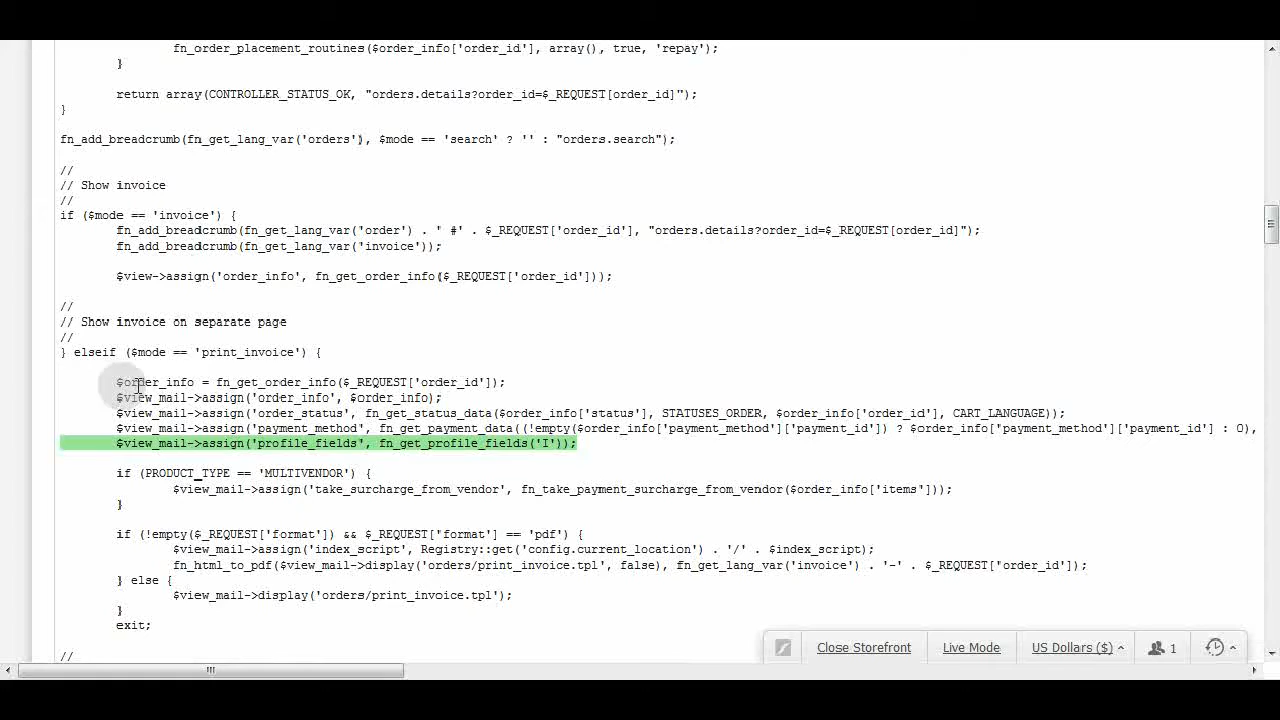 fn_order_placement_routines($order_info['order_id'], array(), true, 'repay');
}
return array(CONTROLLER_STATUS_OK, "orders.details?order_id=$_REQUEST[order_id]");
}
fn_add_breadcrumb(fn_get_lang_var('orders'), $mode == 'search' ? '' : "orders.search");
//
// Show invoice
//
if ($mode == 'invoice') {
fn_add_breadcrumb(fn_get_lang_var('order') . " #' . $_REQUEST['order_id'], "orders.details?order_id=$_REQUEST[order_id]");
fn_add_breadcrumb(fn_get_lang_var('invoice'));
$view->assign('order_info', fn_get_order_info($_REQUEST['order_id']));
//
// Show invoice on separate page
//
} elseif ($mode == 'print_invoice') {
$order_info = fn_get_order_info($_REQUEST['order_id']);
$view_mail->assign('order_info', $order_info);
$view_mail->assign('order_status', fn_get_status_data($order_info['status'], STATUSES_ORDER, $order_info['order_id'], CART_LANGUAGE));
$view_mail->assign('payment_method', fn_get_payment_data((!empty($order_info['payment_method']['payment_id']) ? $order_info['payment_method']['payment_id'] : 0),
$view_mail->assign('profile_fields', fn_get_profile_fields('I'));
if (PRODUCT_TYPE == 'MULTIVENDOR') {
$view_mail->assign('take_surcharge_from_vendor', fn_take_payment_surcharge_from_vendor($order_info['items']));
}
if (!empty($_REQUEST['format']) && $_REQUEST['format'] == 'pdf') {
$view_mail->assign('index_script', Registry::get('config.current_location') . '/' . $index_script);
fn_html_to_pdf($view_mail->display('orders/print_invoice.tpl', false), fn_get_lang_var('invoice') . '-' . $_REQUEST['order_id']);
} else {
$view_mail->display('orders/print_invoice.tpl');
}
exit;
//
Close Storefront Live Mode US Dollars ($) 1